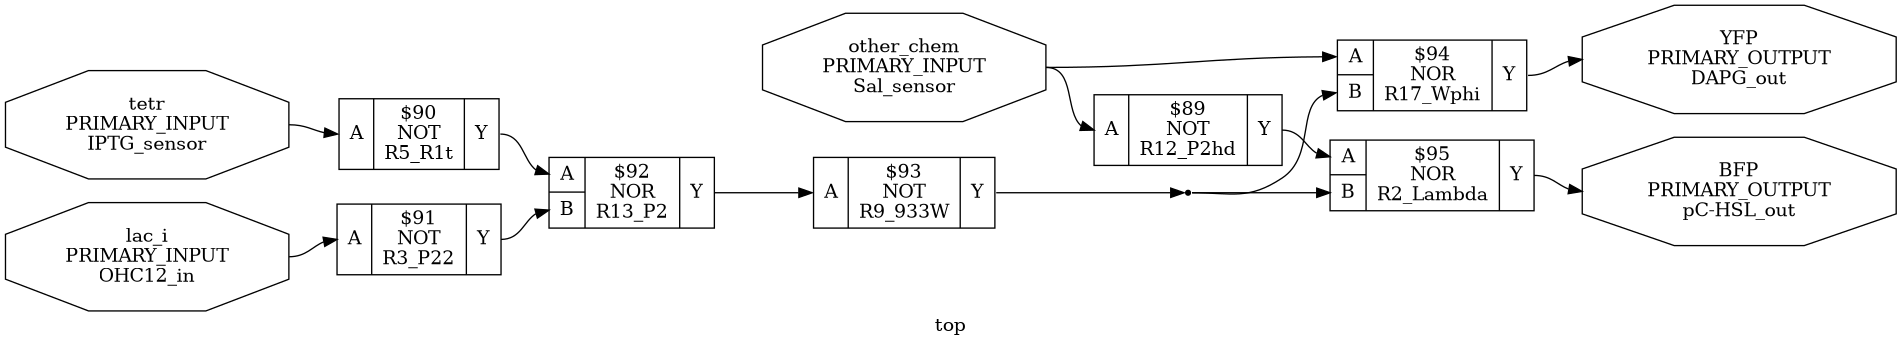 tetr
PRIMARY_INPUT
IPTG_sensor
lac_i
PRIMARY_INPUT
OHC12_in
A
$90
NOT
R5_R1t
Y
A
$91
NOT
R3_P22
Y
A
B
$92
NOR
R13_P2
Y
other_chem
PRIMARY_INPUT
Sal_sensor
A
$93
NOT
R9_933W
Y
A
$89
NOT
R12_P2hd
Y
A
B
$94
NOR
R17_Wphi
Y
A
B
$95
NOR
R2_Lambda
Y
YFP
PRIMARY_OUTPUT
DAPG_out
BFP
PRIMARY_OUTPUT
pC-HSL_out
top